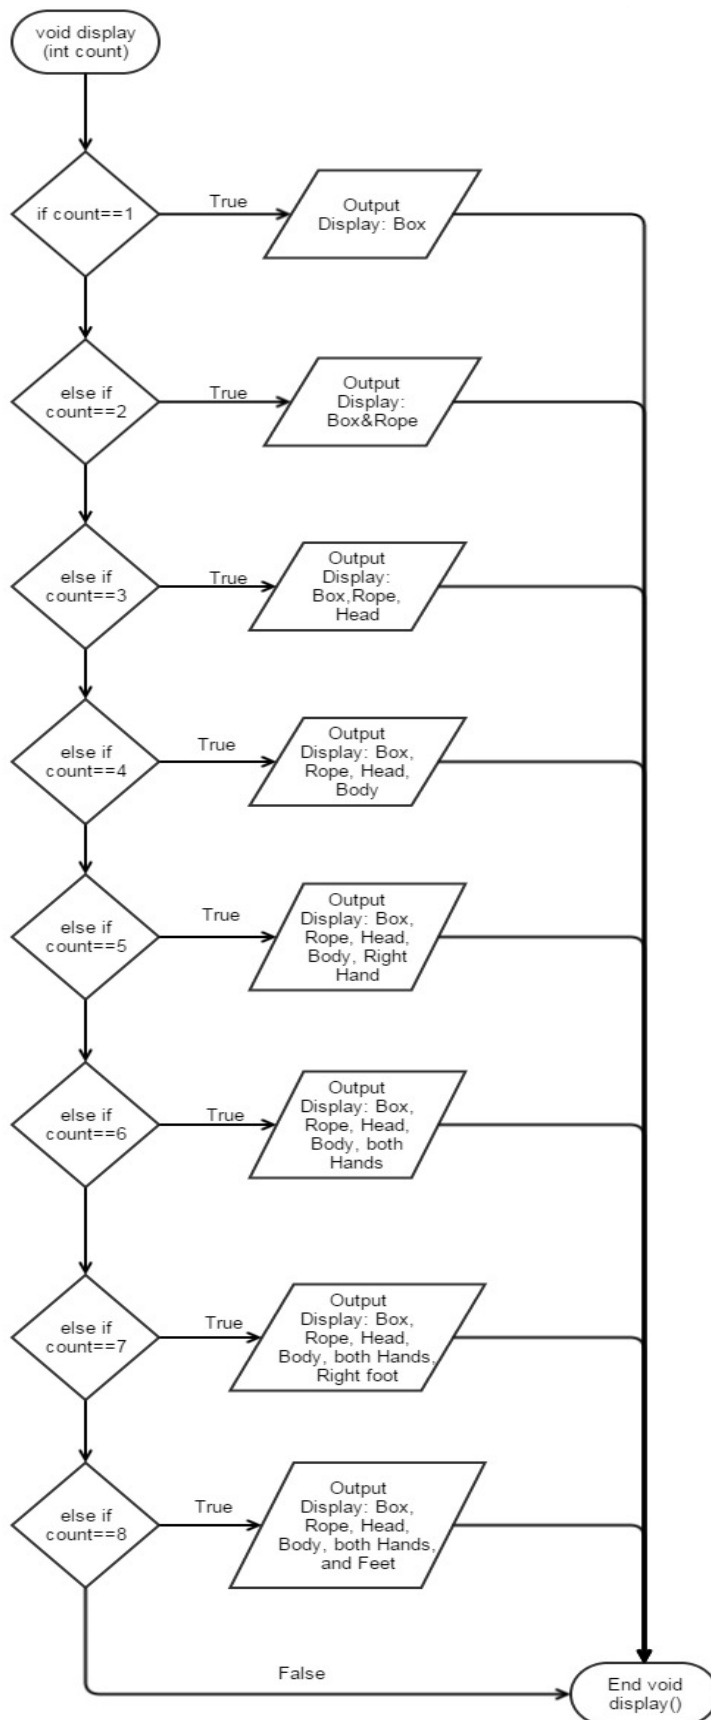 void display
(int count)
if count==1
True
Output
Display: Box
else if
count==2
True
Output
Display:
Box&Rope
else if
count==3
True
Output
Display:
Box,Rope,
Head
else if
count==4
True
Output
Display: Box,
Rope, Head,
Body
else if
count==5
True
Output
Display: Box,
Rope, Head,
Body, Right
Hand
else if
count==6
True
Output
Display: Box,
Rope, Head,
Body, both
Hands
else if
count==7
True
Output
Display: Box,
Rope, Head,
Body, both Hands,
Right foot
else if
count==8
True
Output
Display: Box,
Rope, Head,
Body, both Hands,
and Feet
False
End void
display()